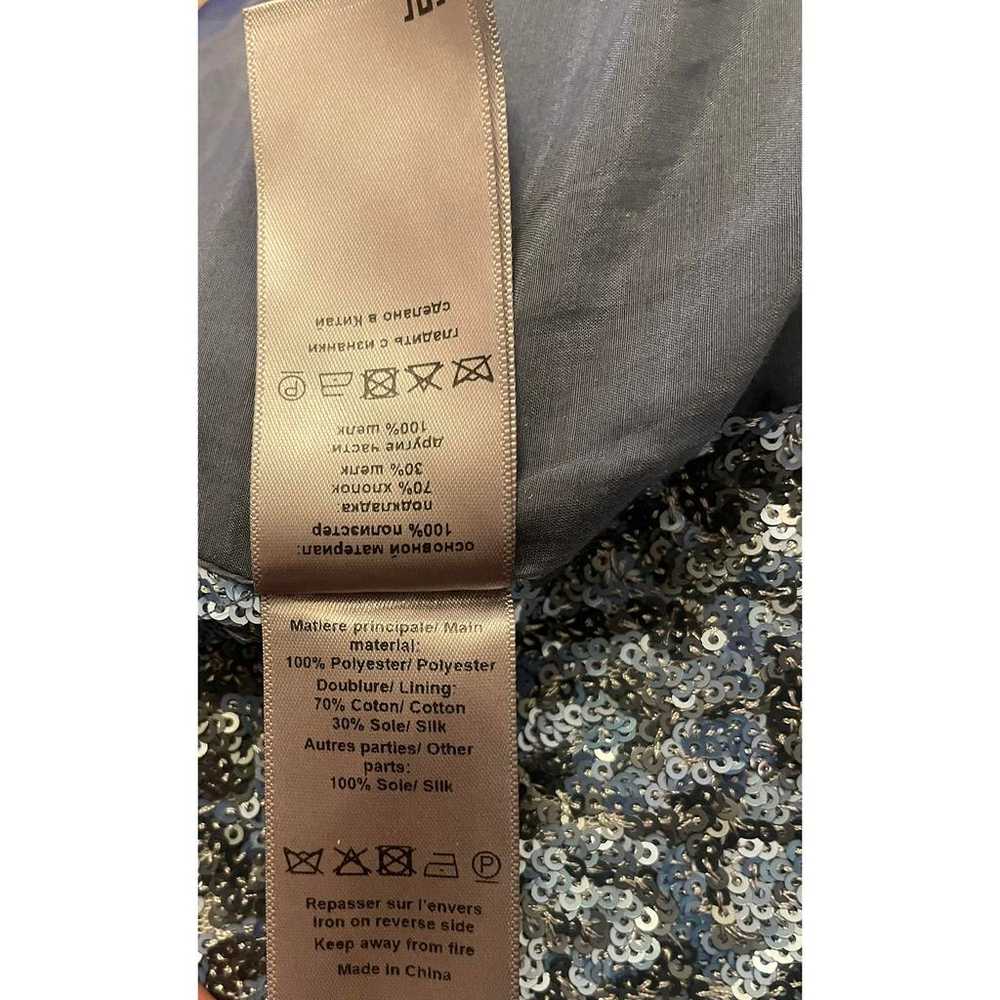 основной материал:
100% полиэстер
подкладка:
70% хлопок
30% шелк
другие части
100% шелк
P
гладить с изнанки
сделано в Китаи
Matiere principale/ Main
material:
100% Polyester/ Polyester
Doublure/ Lining:
70% Coton/ Cotton
30% Soie/ Silk
Autres parties/ Other
parts:
100% Soie/ Silk
P
Repasser sur l'envers
Iron on reverse side
Keep away from fire
Made in China